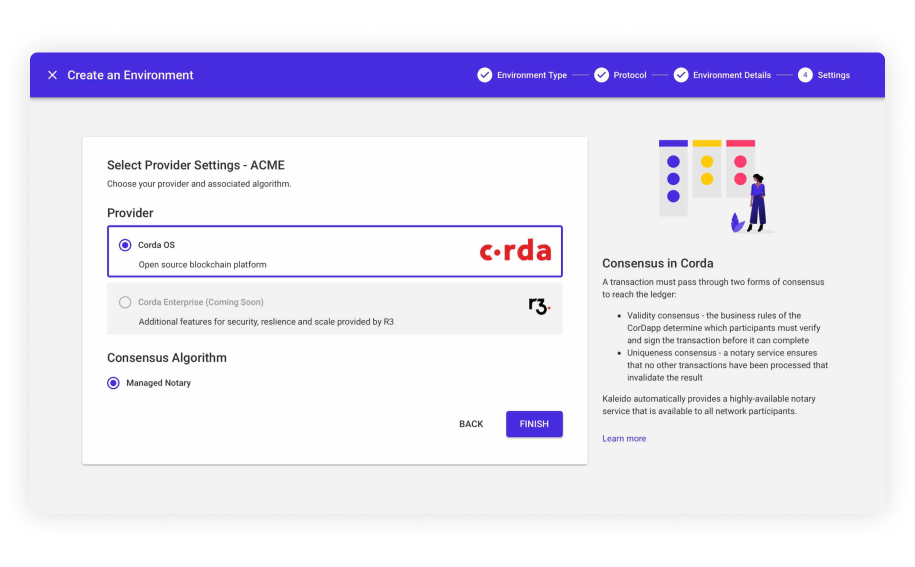 Create an Environment
Environment Type
Protocol
Environment Details
4
Settings
Select Provider Settings - ACME
Choose your provider and associated algorithm.
Provider
Corda OS
Open source blockchain platform
c·rda
Corda Enterprise (Coming Soon)
Additional features for security, reslience and scale provided by R3
r3.
Consensus Algorithm
Managed Notary
BACK
FINISH
Consensus in Corda
A transaction must pass through two forms of consensus
to reach the ledger:
• Validity consensus - the business rules of the
CorDapp determine which participants must verify
and sign the transaction before it can complete
• Uniqueness consensus - a notary service ensures
that no other transactions have been processed that
invalidate the result
Kaleido automatically provides a highly-available notary
service that is available to all network participants.
Learn more